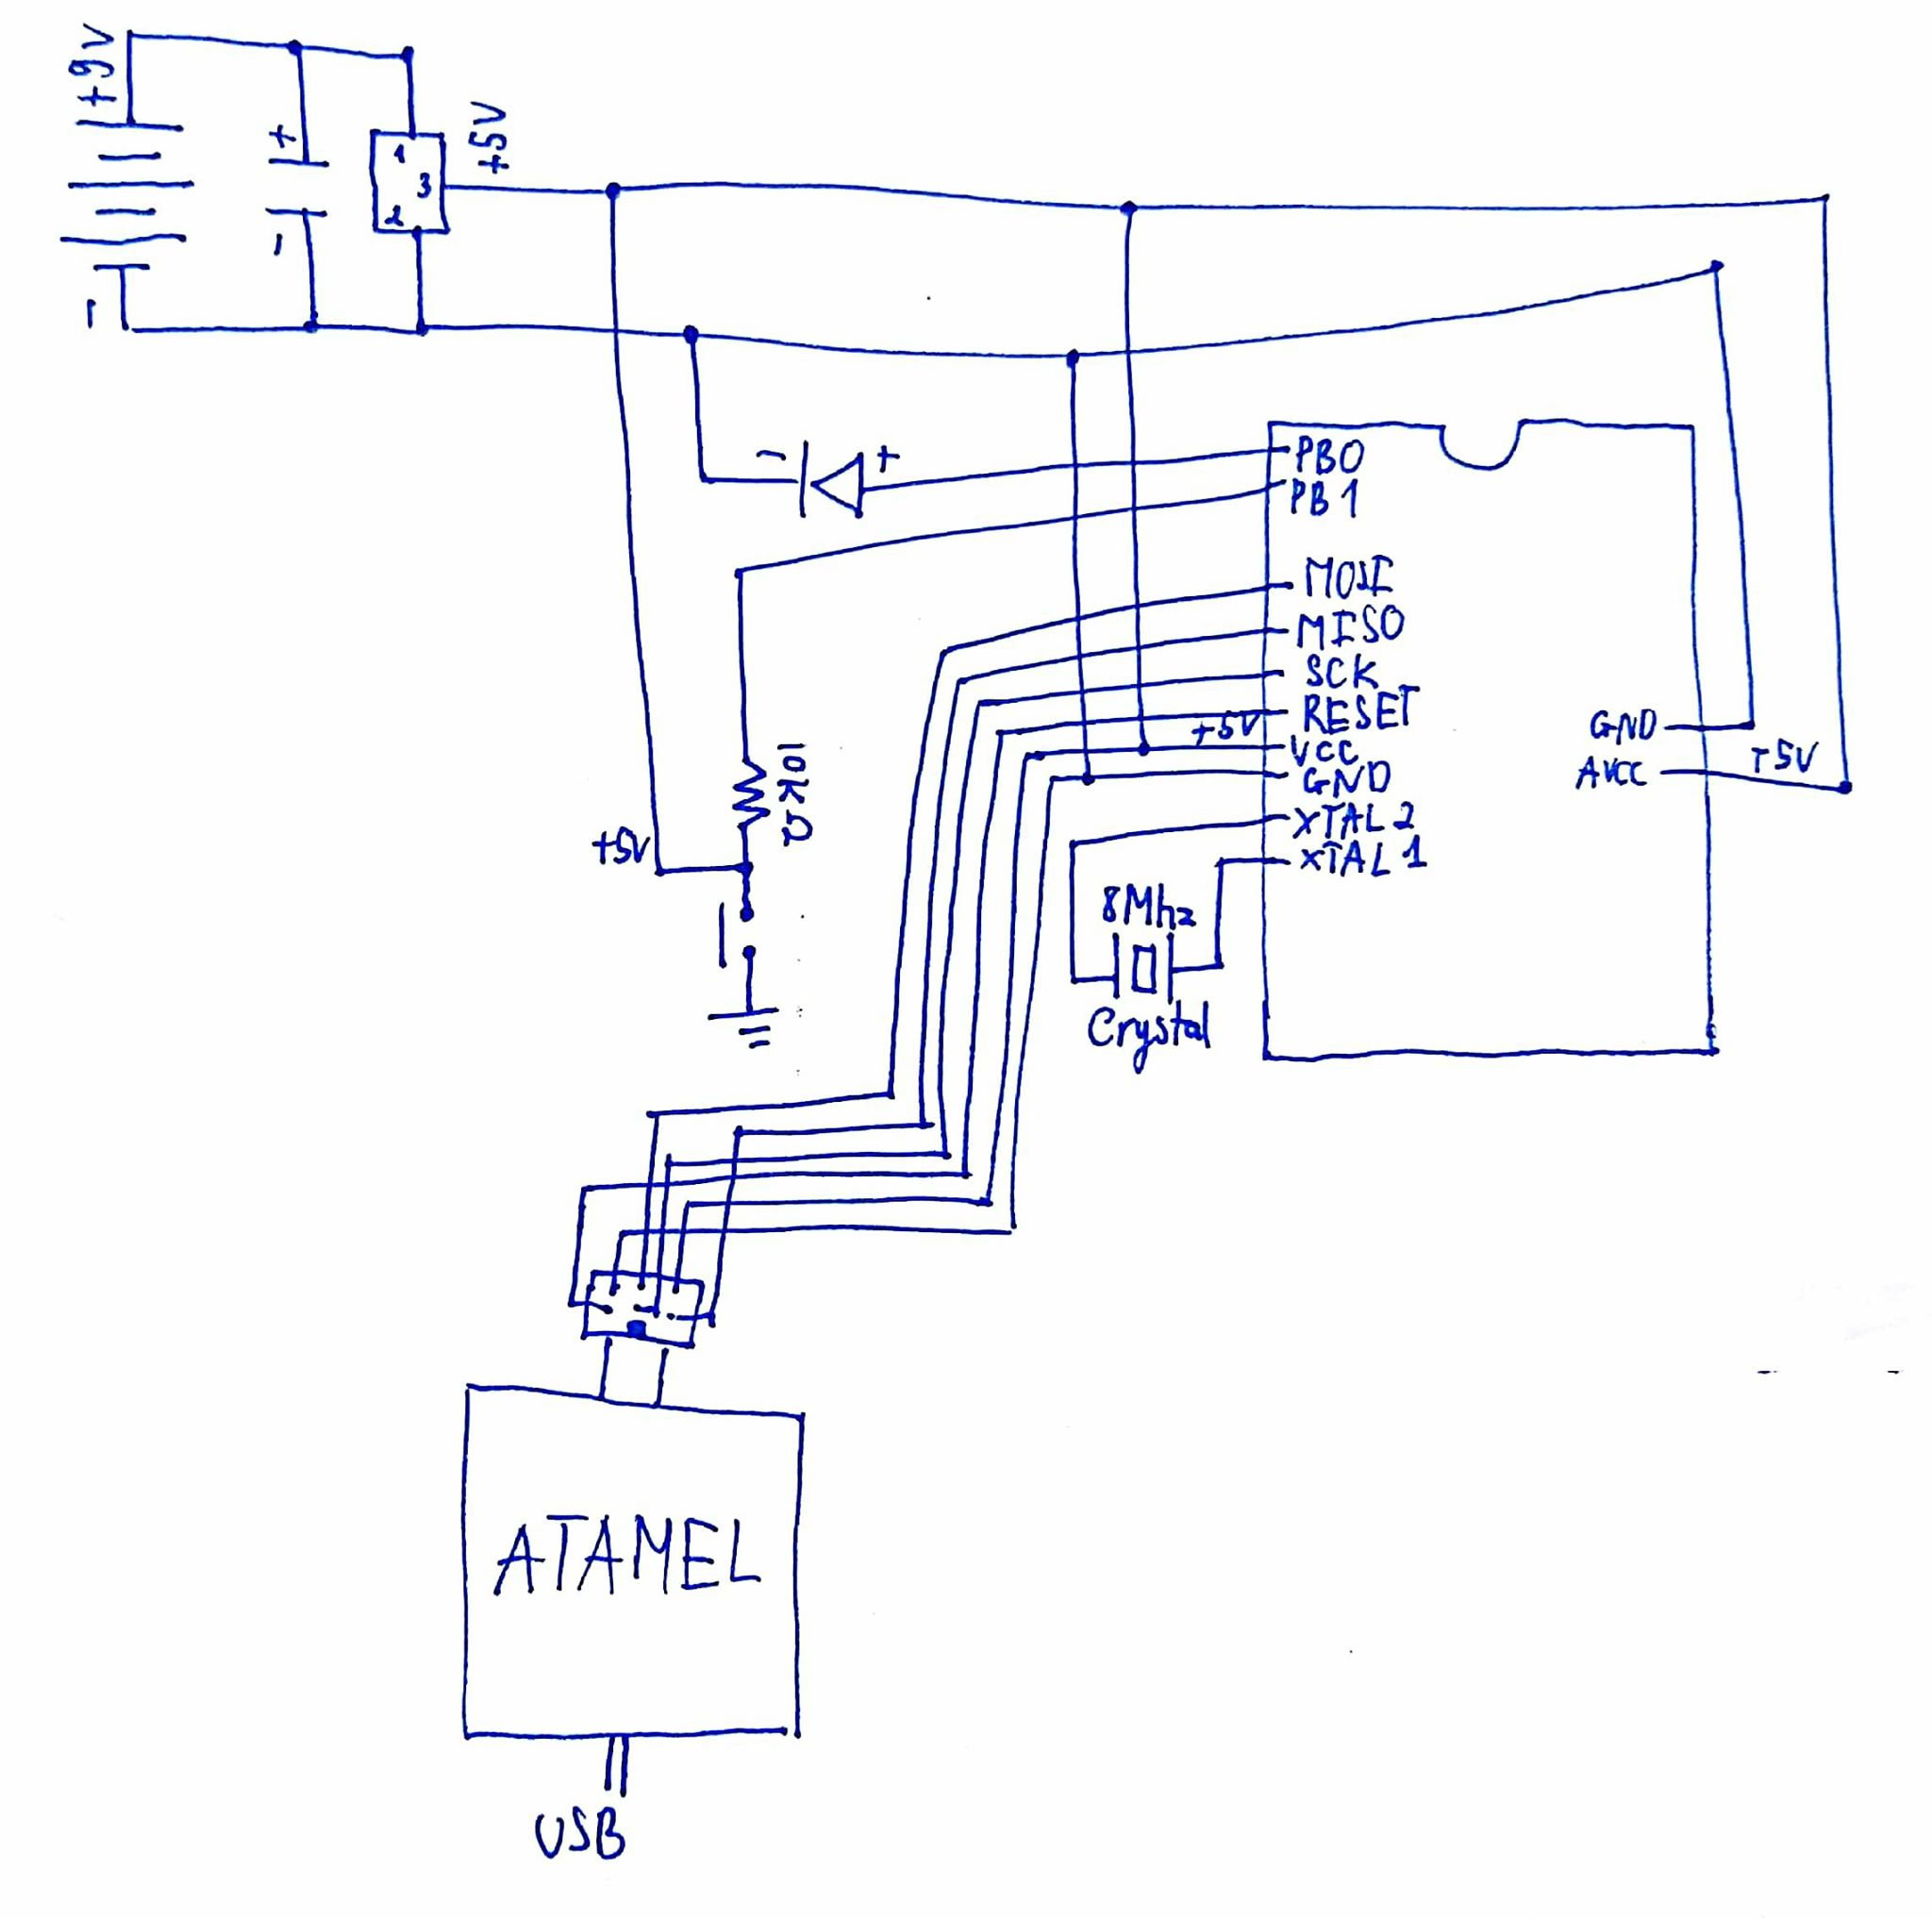 +9V
+
-
-
1
3
2
+5V
-
+
PB0
PB1
MOSI
MISO
SCK
RESET
+5V
VCC
GND
XTAL2
XTAL1
GND
AVCC
+5V
10KΩ
+5V
8Mhz
Crystal
ATAMEL
USB